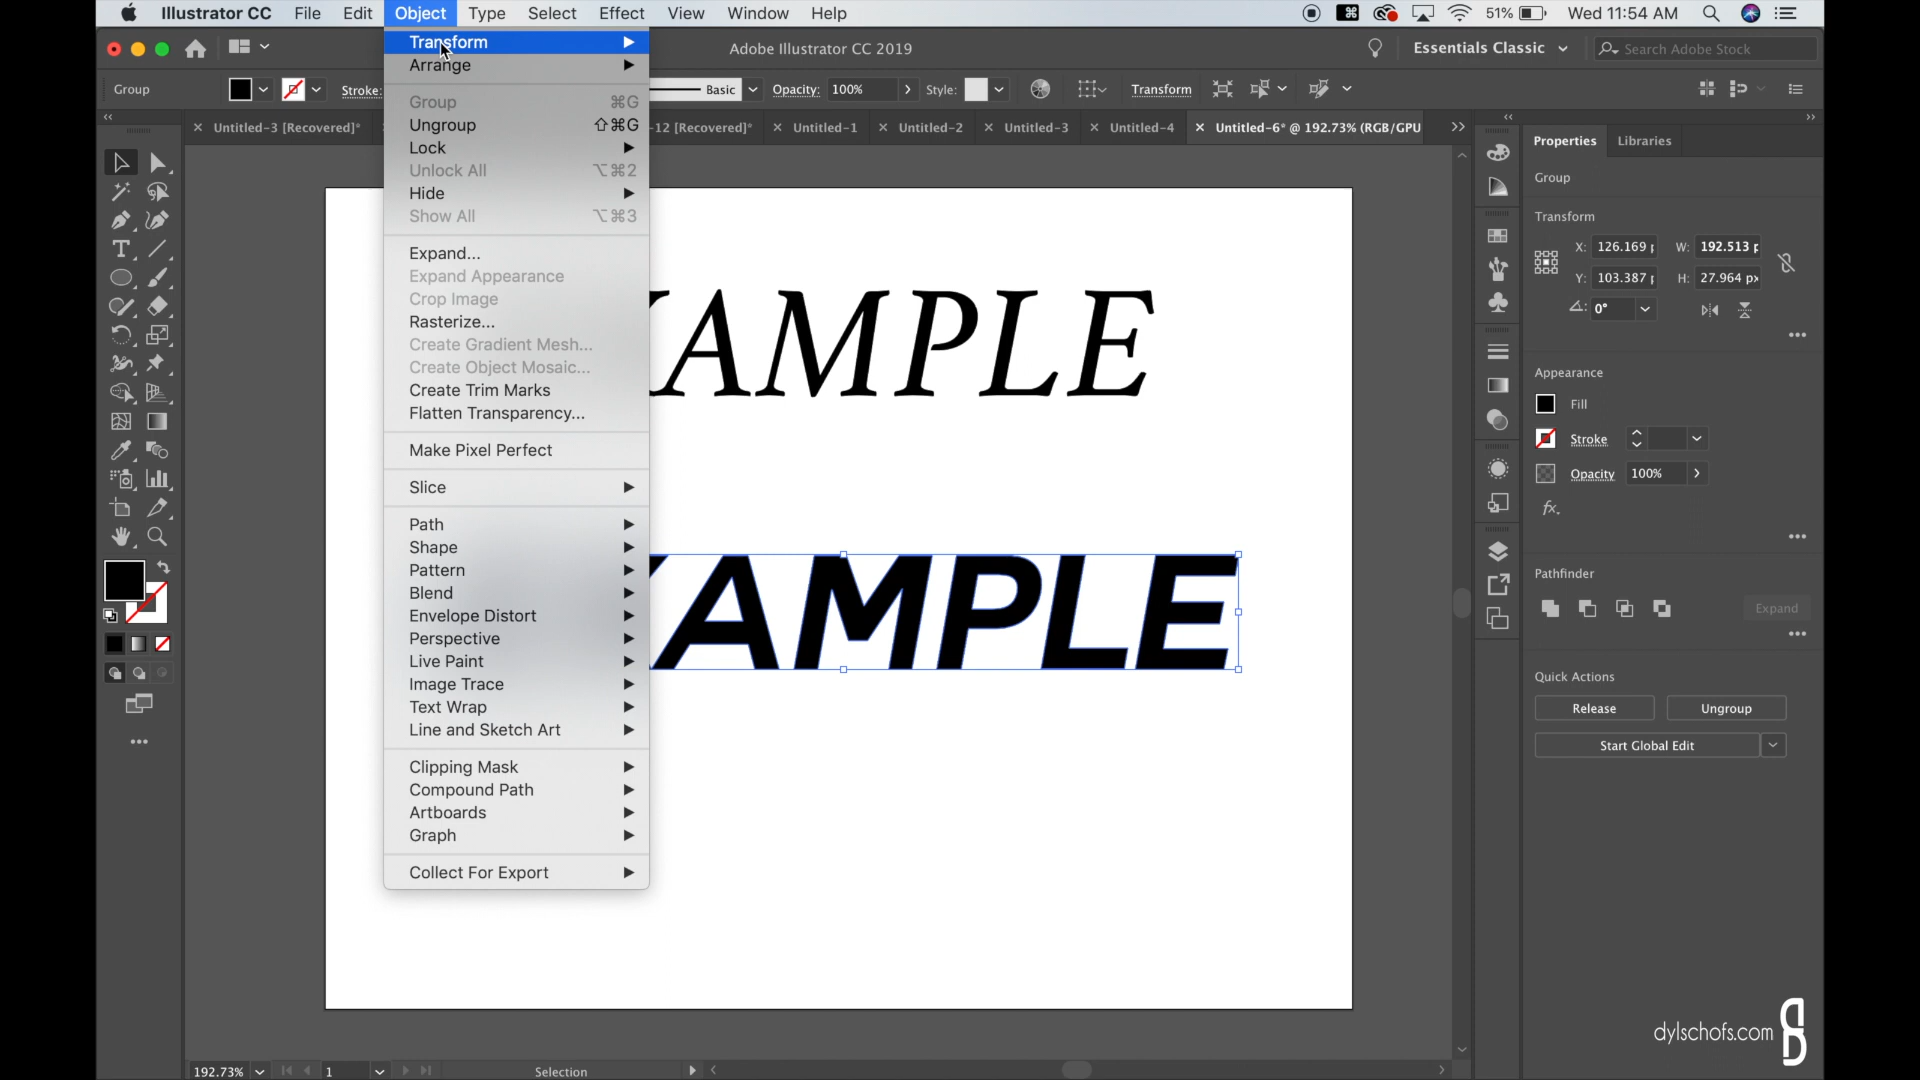 Illustrator CC File Edit Object Type Select Effect View Window Help 51% Wed 11:54 AM
Adobe Illustrator CC 2019 Essentials Classic Search Adobe Stock
Group Stroke: Basic Opacity: 100% Style: Transform
Untitled-3 [Recovered]* -12 [Recovered]* Untitled-1 Untitled-2 Untitled-3 Untitled-4 Untitled-6* @ 192.73% (RGB/GPU
Transform
Arrange
Group ⌘G
Ungroup ⇧⌘G
Lock
Unlock All ⌥⌘2
Hide
Show All ⌥⌘3
Expand...
Expand Appearance
Crop Image
Rasterize...
Create Gradient Mesh...
Create Object Mosaic...
Create Trim Marks
Flatten Transparency...
Make Pixel Perfect
Slice
Path
Shape
Pattern
Blend
Envelope Distort
Perspective
Live Paint
Image Trace
Text Wrap
Line and Sketch Art
Clipping Mask
Compound Path
Artboards
Graph
Collect For Export
XAMPLE
XAMPLE
Properties Libraries
Group
Transform
X: 126.169 p W: 192.513 p
Y: 103.387 p H: 27.964 px
0°
Appearance
Fill
Stroke
Opacity 100%
fx.
Pathfinder
Expand
Quick Actions
Release Ungroup
Start Global Edit
dylschofs.com
192.73% 1 Selection